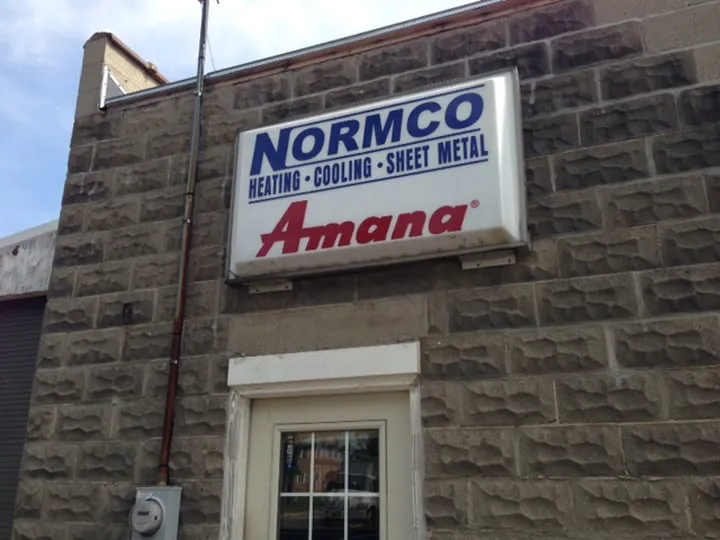 NORMCO
HEATING • COOLING • SHEET METAL
Amana®